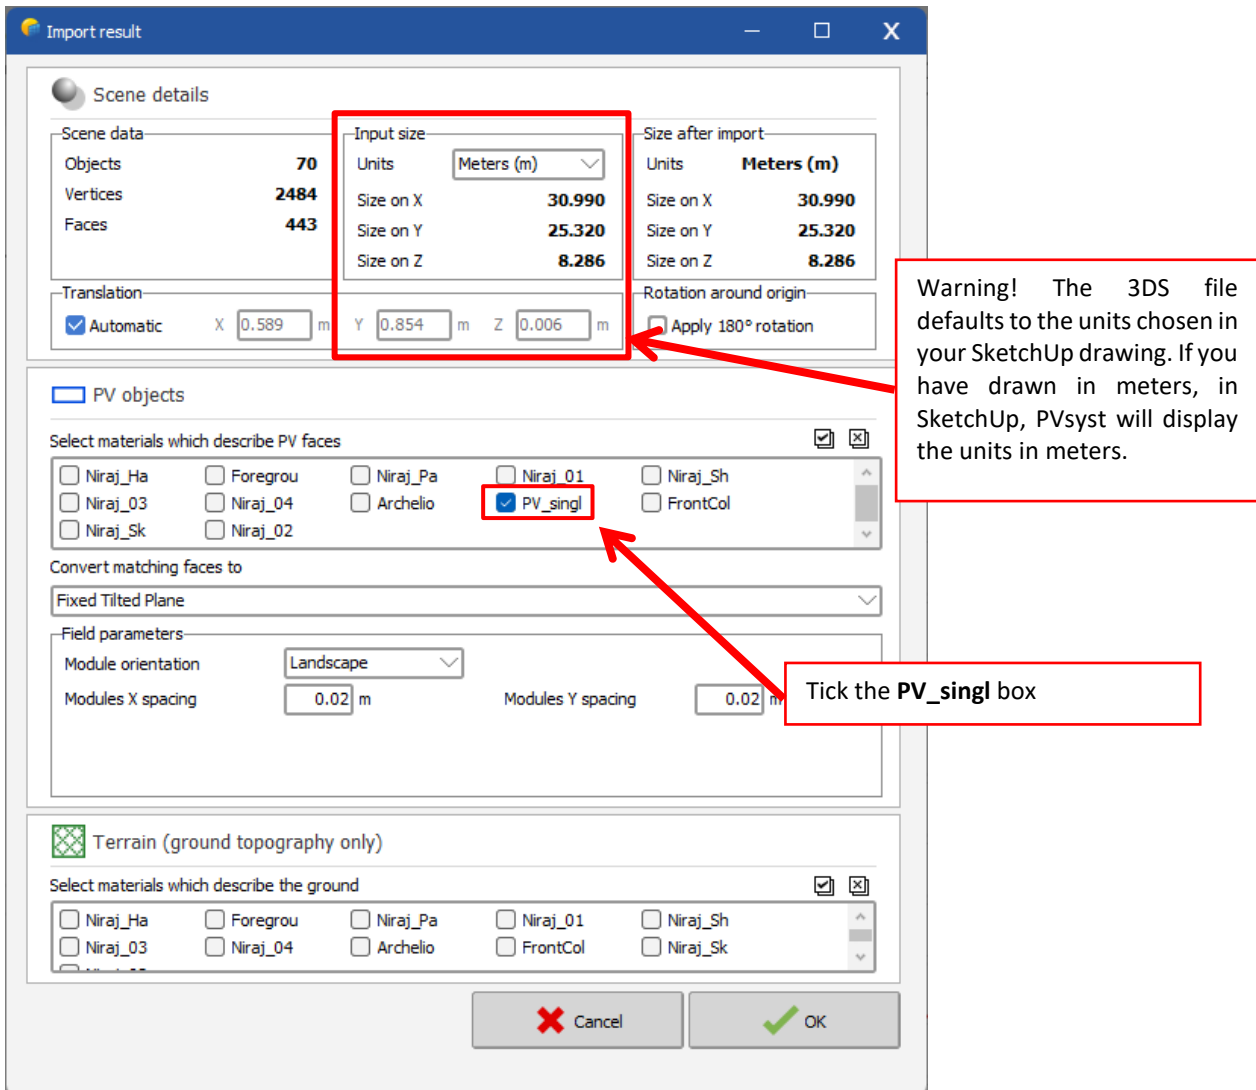 Import result
Scene details
Scene data
Objects 70
Vertices 2484
Faces 443
Input size
Units Meters (m)
Size on X 30.990
Size on Y 25.320
Size on Z 8.286
Size after import
Units Meters (m)
Size on X 30.990
Size on Y 25.320
Size on Z 8.286
Translation
Automatic X 0.589 m Y 0.854 m Z 0.006 m
Rotation around origin
Apply 180° rotation
Warning! The 3DS file
defaults to the units chosen in
your SketchUp drawing. If you
have drawn in meters, in
SketchUp, PVsyst will display
the units in meters.
PV objects
Select materials which describe PV faces
Niraj_Ha Foregrou Niraj_Pa Niraj_01 Niraj_Sh
Niraj_03 Niraj_04 Archelio PV_singl FrontCol
Niraj_Sk Niraj_02
Convert matching faces to
Fixed Tilted Plane
Field parameters
Module orientation Landscape
Modules X spacing 0.02 m Modules Y spacing 0.02 m
Tick the PV_singl box
Terrain (ground topography only)
Select materials which describe the ground
Niraj_Ha Foregrou Niraj_Pa Niraj_01 Niraj_Sh
Niraj_03 Niraj_04 Archelio FrontCol Niraj_Sk
Cancel OK